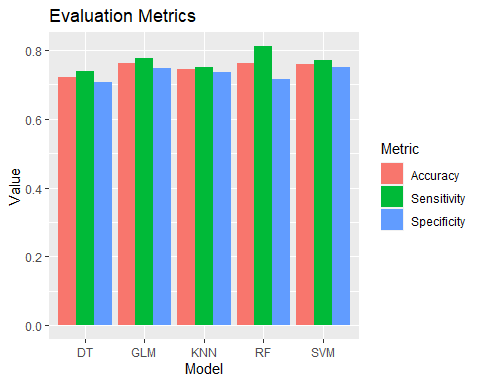 Evaluation Metrics
Value
0.8
0.6
0.4
0.2
0.0
DT GLM KNN RF SVM
Model
Metric
Accuracy
Sensitivity
Specificity